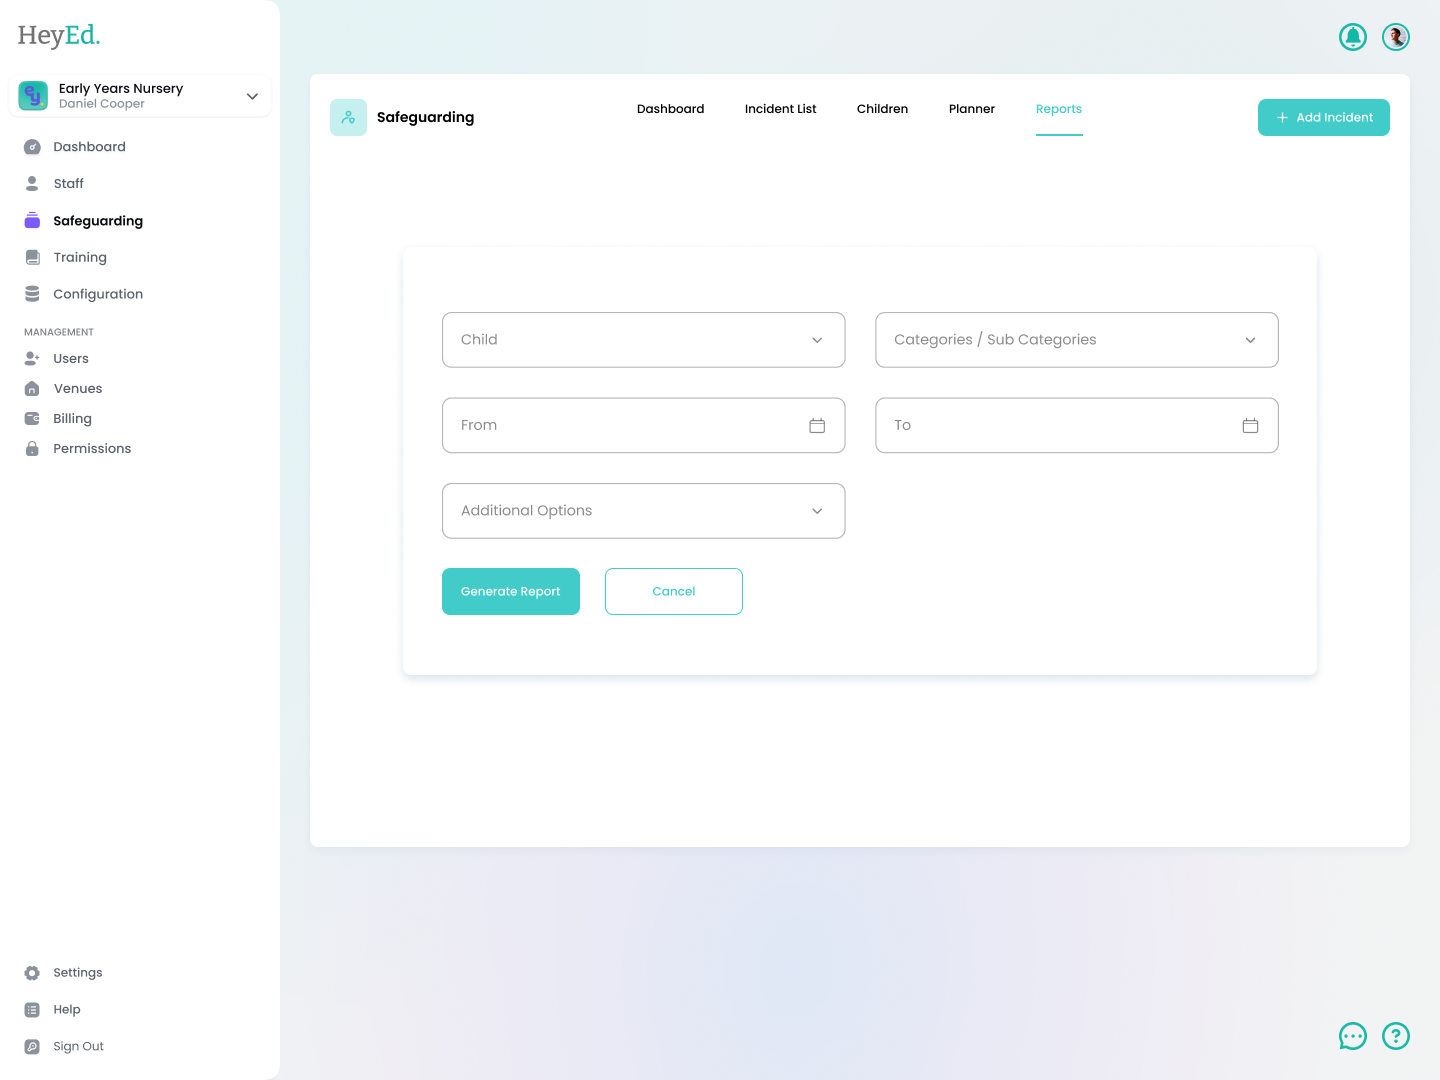 HeyEd.
Early Years Nursery
Daniel Cooper
Dashboard
Staff
Safeguarding
Training
Configuration
MANAGEMENT
Users
Venues
Billing
Permissions
Settings
Help
Sign Out
Safeguarding
Dashboard
Incident List
Children
Planner
Reports
+ Add Incident
Child
Categories / Sub Categories
From
To
Additional Options
Generate Report
Cancel